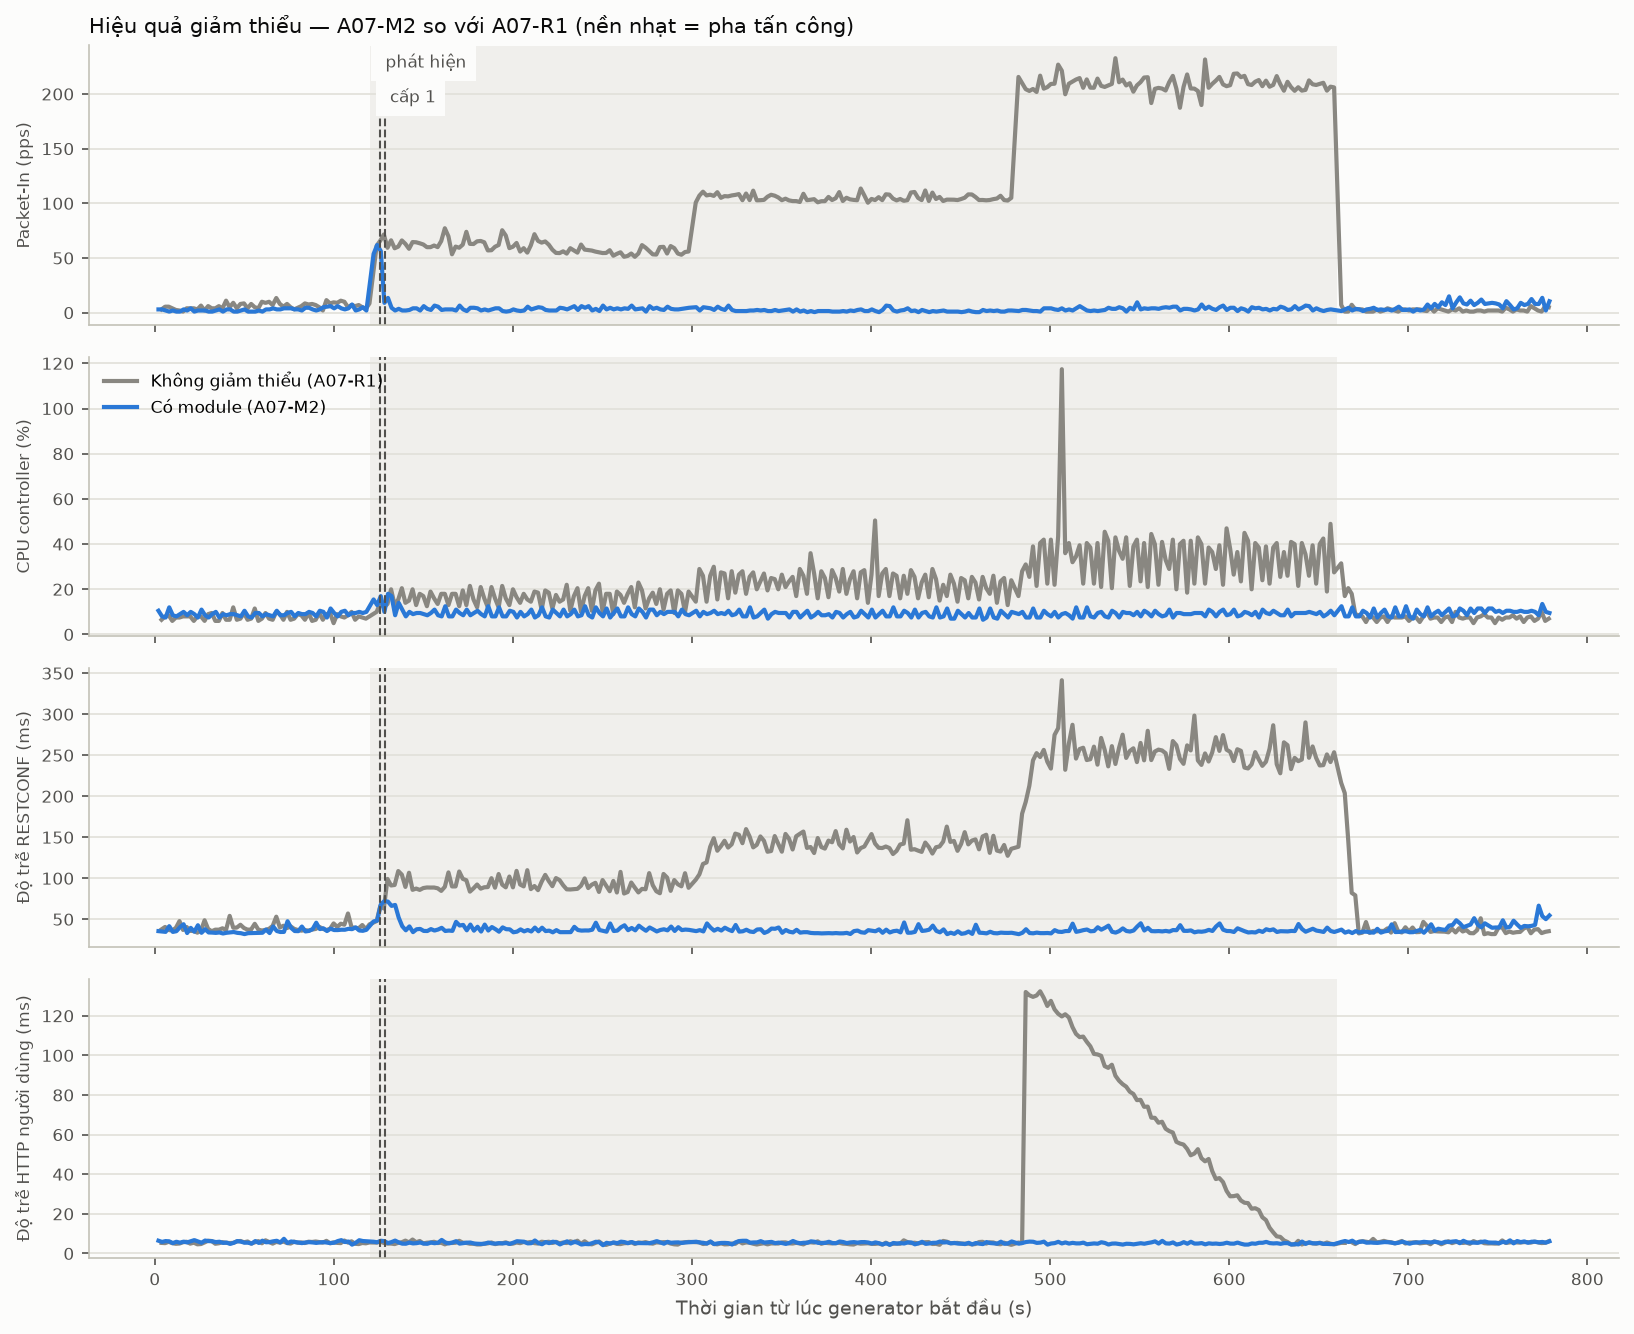 Hiệu quả giảm thiểu — A07-M2 so với A07-R1 (nền nhạt = pha tấn công)
phát hiện
cấp 1
Packet-In (pps)
200
150
100
50
0
Không giảm thiểu (A07-R1)
Có module (A07-M2)
CPU controller (%)
120
100
80
60
40
20
0
Độ trễ RESTCONF (ms)
350
300
250
200
150
100
50
Độ trễ HTTP người dùng (ms)
120
100
80
60
40
20
0
0 100 200 300 400 500 600 700 800
Thời gian từ lúc generator bắt đầu (s)